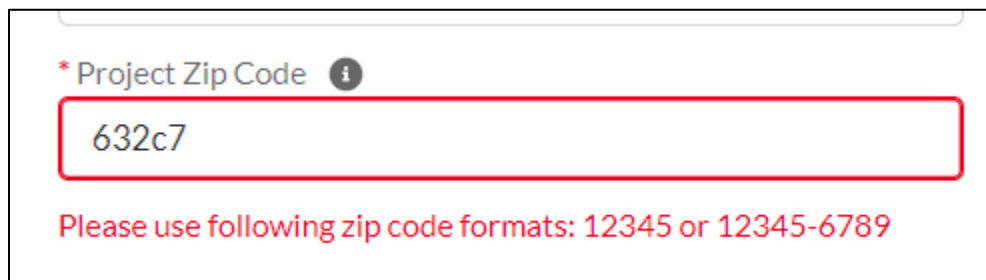 * Project Zip Code i
632c7
Please use following zip code formats: 12345 or 12345-6789